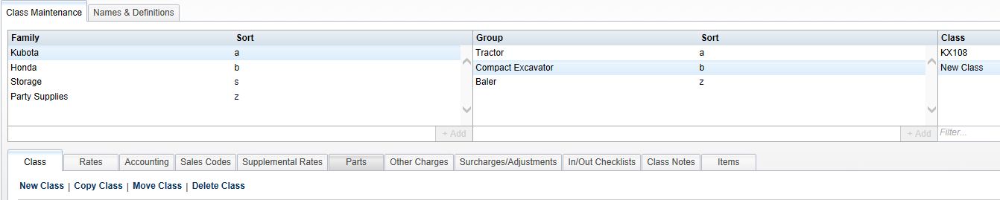 Class Maintenance Names & Definitions
Family Sort Group Sort Class
Kubota a Tractor a KX108
Honda b Compact Excavator b New Class
Storage s Baler z
Party Supplies z
+ Add + Add Filter...
Class Rates Accounting Sales Codes Supplemental Rates Parts Other Charges Surcharges/Adjustments In/Out Checklists Class Notes Items
New Class | Copy Class | Move Class | Delete Class